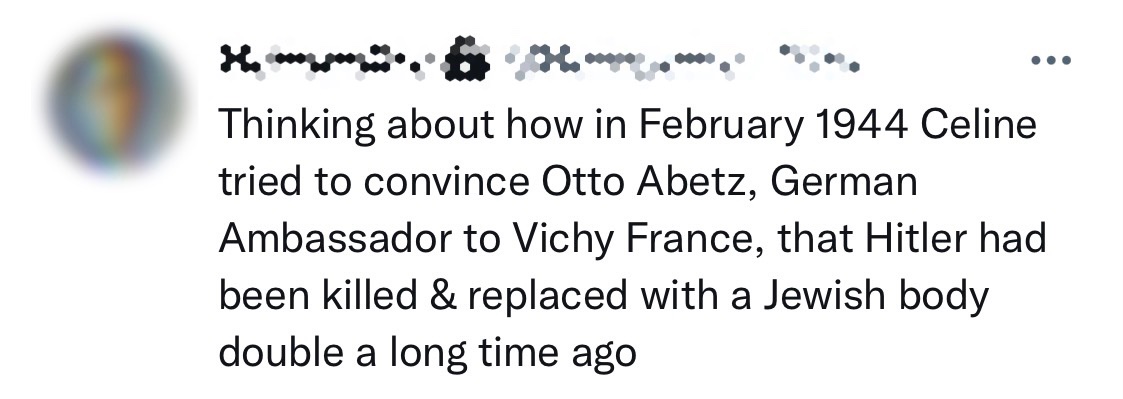 Thinking about how in February 1944 Celine
tried to convince Otto Abetz, German
Ambassador to Vichy France, that Hitler had
been killed & replaced with a Jewish body
double a long time ago